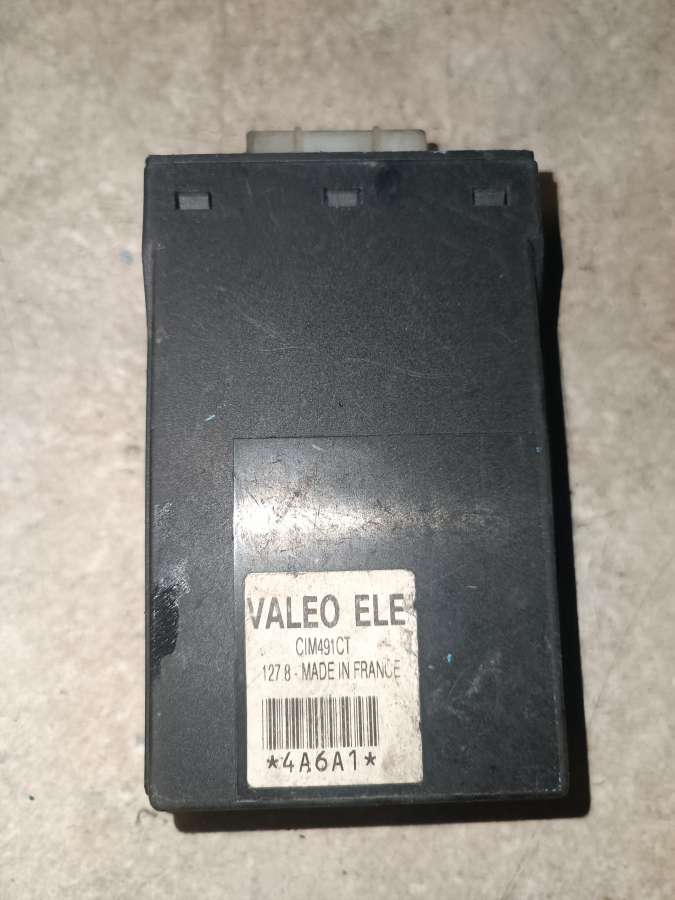 VALEO ELE
CIM491CT
127 8 - MADE IN FRANCE
*4A6A1*